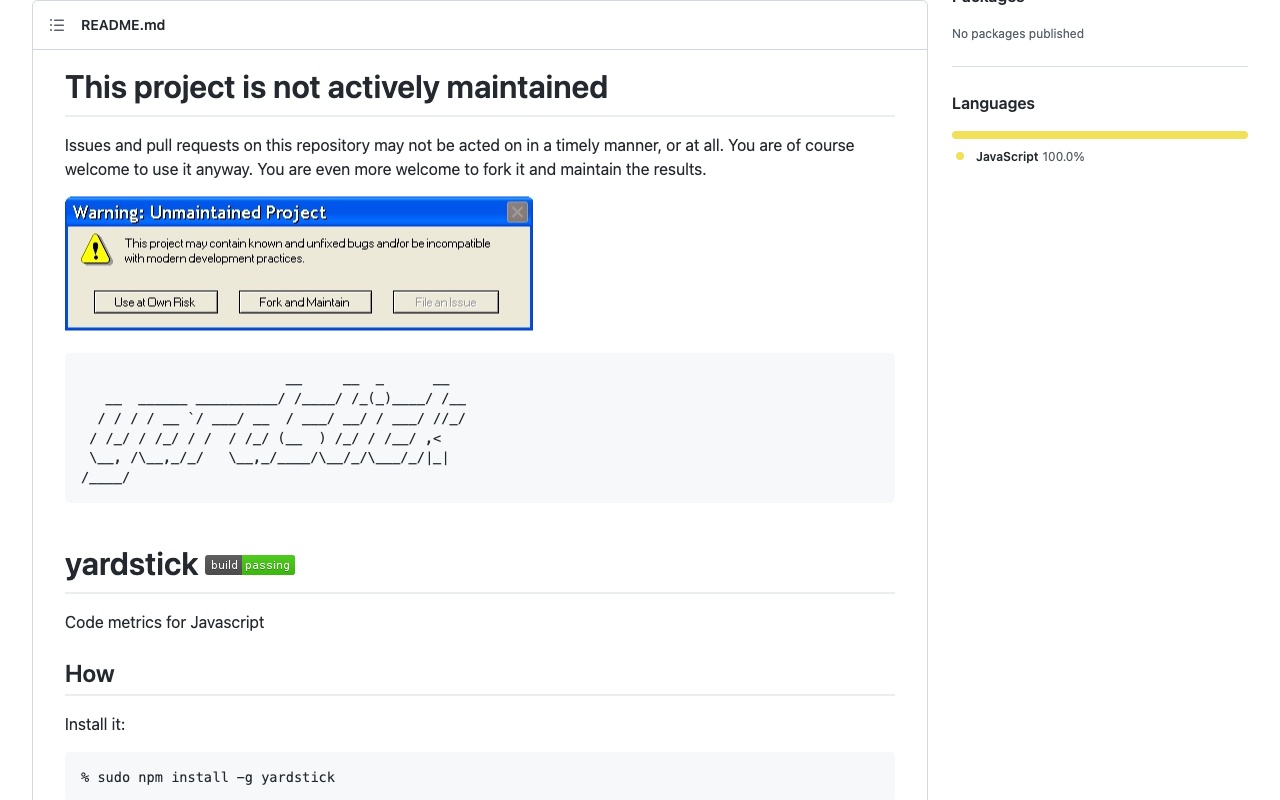 README.md
This project is not actively maintained
Issues and pull requests on this repository may not be acted on in a timely manner, or at all. You are of course
welcome to use it anyway. You are even more welcome to fork it and maintain the results.
Warning: Unmaintained Project
This project may contain known and unfixed bugs and/or be incompatible
with modern development practices.
Use at Own Risk
Fork and Maintain
File an Issue
                         __     __  _      __
   __  ______ __________/ /____/ /_(_)____/ /__
  / / / / __ `/ ___/ __  / ___/ __/ / ___/ //_/
 / /_/ / /_/ / /  / /_/ (__  ) /_/ / /__/ ,<
 \__, /\__,_/_/   \__,_/____/\__/_/\___/_/|_|
/____/
yardstick build passing
Code metrics for Javascript
How
Install it:
% sudo npm install -g yardstick
Packages
No packages published
Languages
JavaScript 100.0%